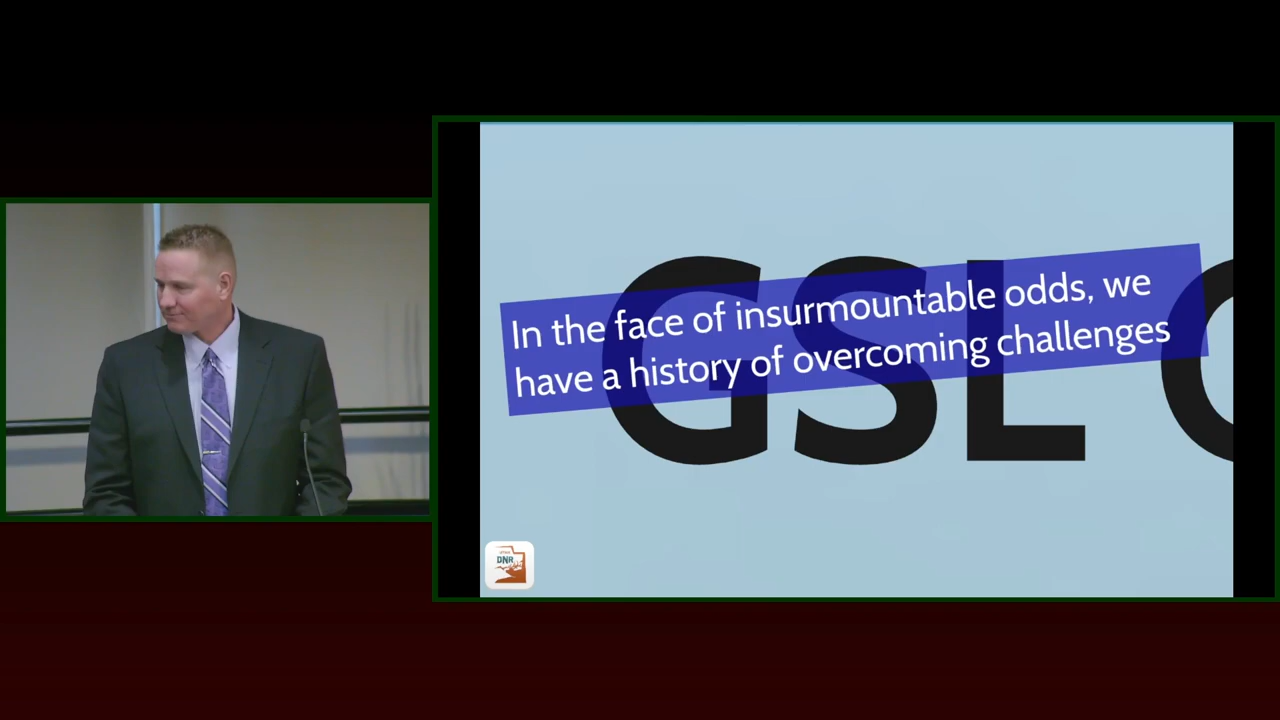 In the face of insurmountable odds, we
have a history of overcoming challenges
GSL
DNR